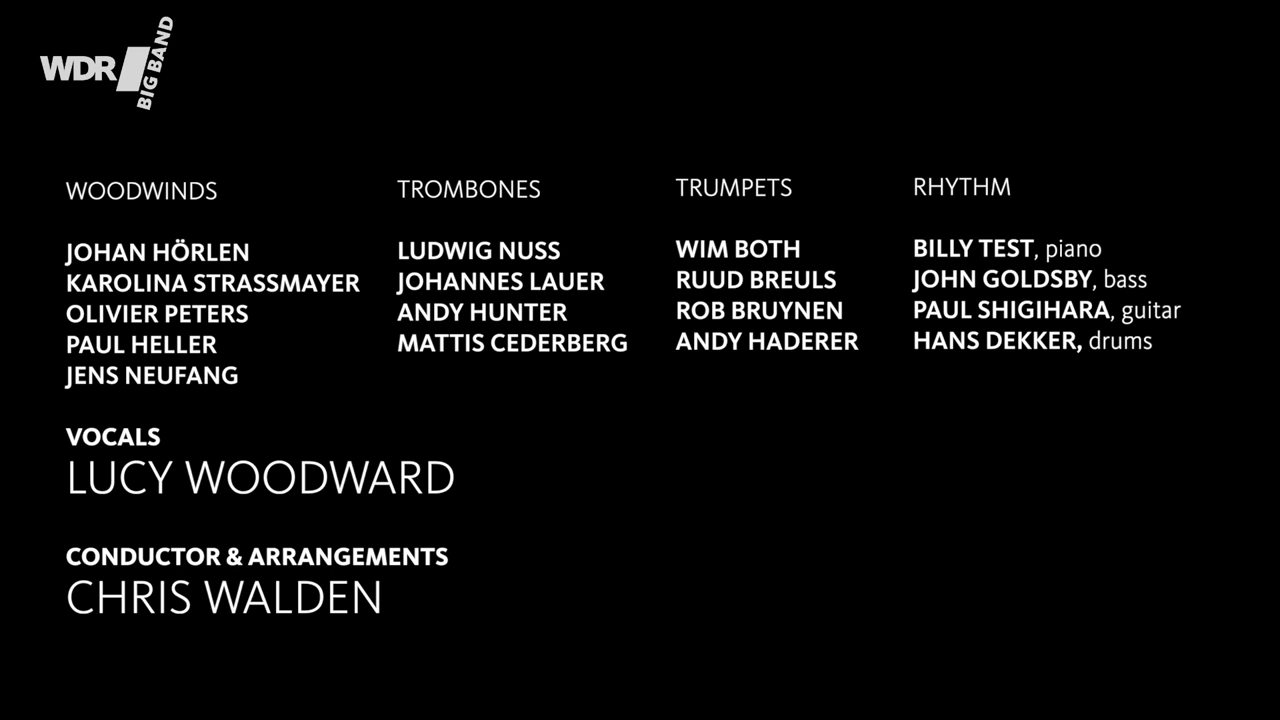 WDR BIG BAND
WOODWINDS
JOHAN HÖRLEN
KAROLINA STRASSMAYER
OLIVIER PETERS
PAUL HELLER
JENS NEUFANG
TROMBONES
LUDWIG NUSS
JOHANNES LAUER
ANDY HUNTER
MATTIS CEDERBERG
TRUMPETS
WIM BOTH
RUUD BREULS
ROB BRUYNEN
ANDY HADERER
RHYTHM
BILLY TEST, piano
JOHN GOLDSBY, bass
PAUL SHIGIHARA, guitar
HANS DEKKER, drums
VOCALS
LUCY WOODWARD
CONDUCTOR & ARRANGEMENTS
CHRIS WALDEN